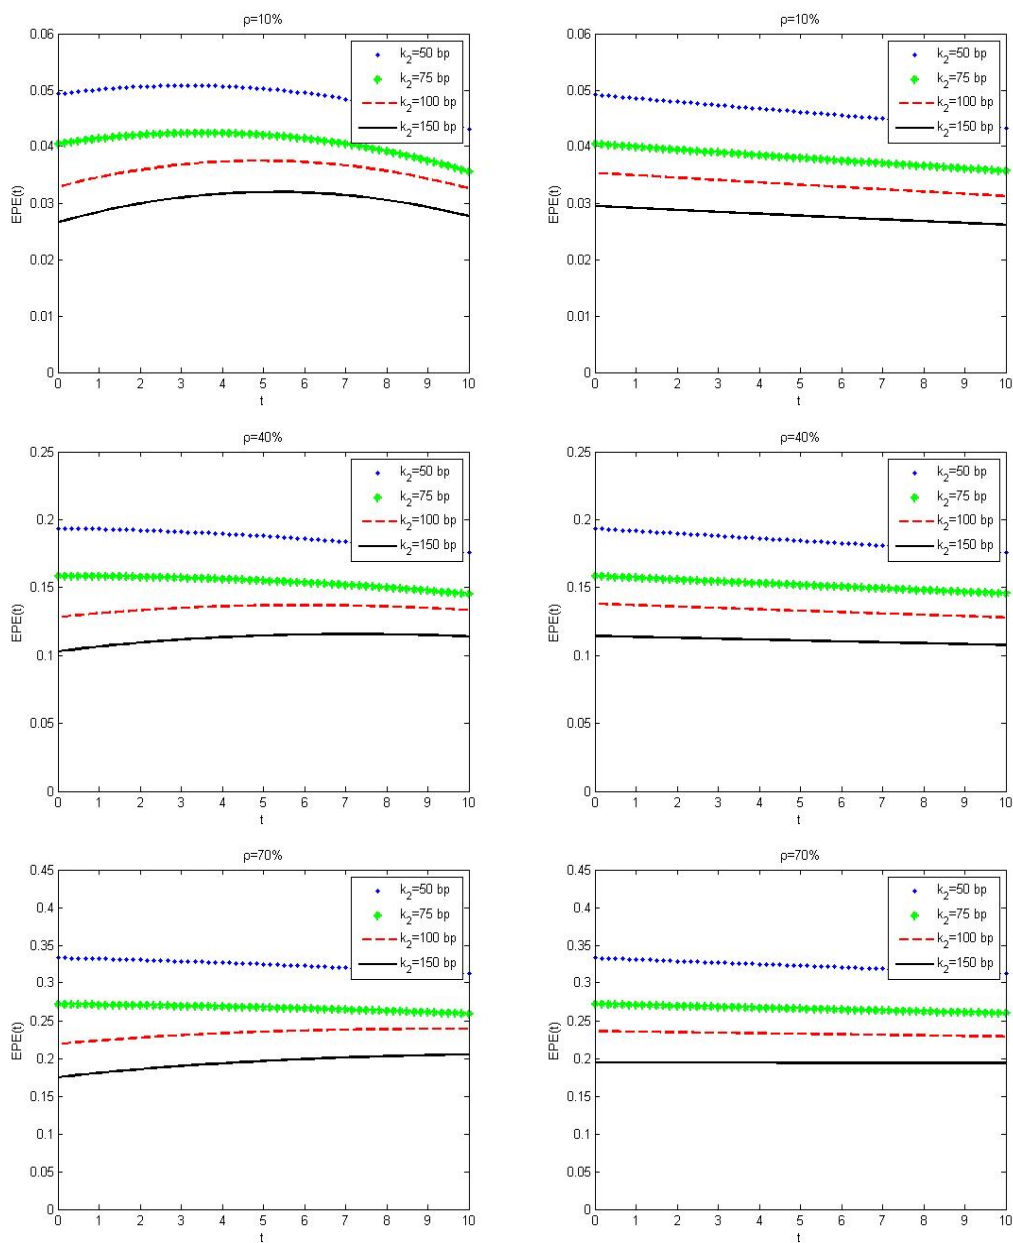 ρ=10%
0.06
0.05
0.04
0.03
0.02
0.01
0
EPE(t)
k2=50 bp
k2=75 bp
k2=100 bp
k2=150 bp
0 1 2 3 4 5 6 7 8 9 10
t
ρ=10%
0.06
0.05
0.04
0.03
0.02
0.01
0
EPE(t)
k2=50 bp
k2=75 bp
k2=100 bp
k2=150 bp
0 1 2 3 4 5 6 7 8 9 10
t
ρ=40%
0.25
0.2
0.15
0.1
0.05
0
EPE(t)
k2=50 bp
k2=75 bp
k2=100 bp
k2=150 bp
0 1 2 3 4 5 6 7 8 9 10
t
ρ=40%
0.25
0.2
0.15
0.1
0.05
0
EPE(t)
k2=50 bp
k2=75 bp
k2=100 bp
k2=150 bp
0 1 2 3 4 5 6 7 8 9 10
t
ρ=70%
0.45
0.4
0.35
0.3
0.25
0.2
0.15
0.1
0.05
0
EPE(t)
k2=50 bp
k2=75 bp
k2=100 bp
k2=150 bp
0 1 2 3 4 5 6 7 8 9 10
t
ρ=70%
0.45
0.4
0.35
0.3
0.25
0.2
0.15
0.1
0.05
0
EPE(t)
k2=50 bp
k2=75 bp
k2=100 bp
k2=150 bp
0 1 2 3 4 5 6 7 8 9 10
t